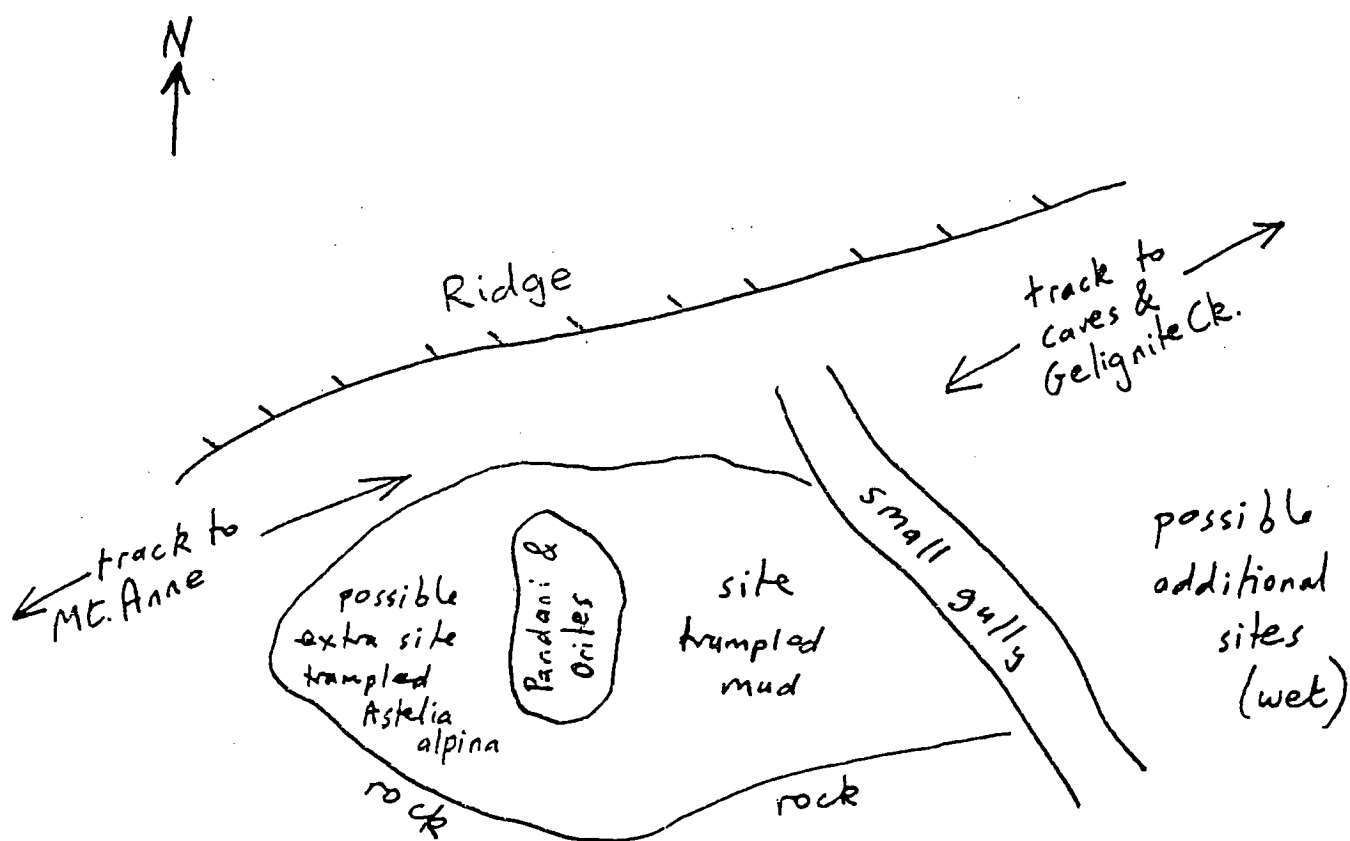 N
Ridge
track to
caves &
Gelignite Ck.
track to
Mt. Anne
possible
extra site
trampled
Astelia
alpina
Pandani &
Orites
site
trampled
mud
small gully
possible
additional
sites
(wet)
rock
rock